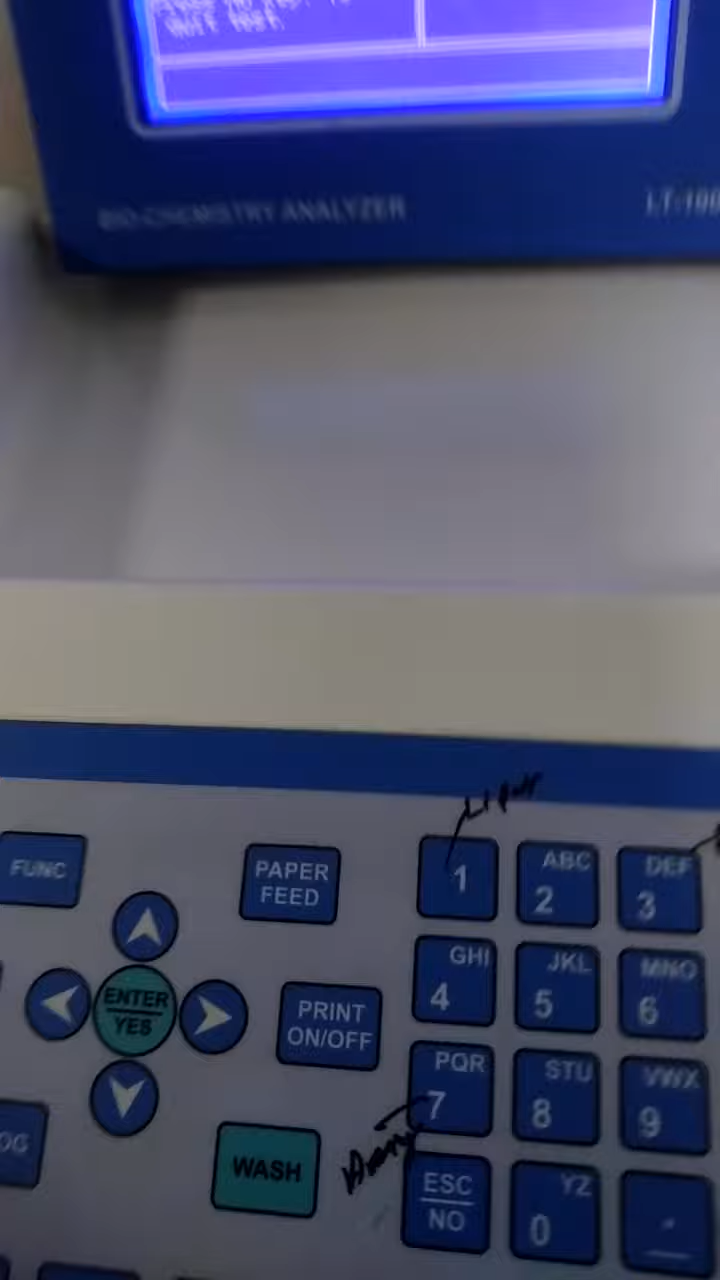 BIO-CHEMISTRY ANALYZER
FUNC
PAPER
FEED
1
ABC
2
DEF
3
ENTER
YES
PRINT
ON/OFF
GHI
4
JKL
5
MNO
6
PQR
7
STU
8
VWX
9
WASH
ESC
NO
YZ
0
.
_